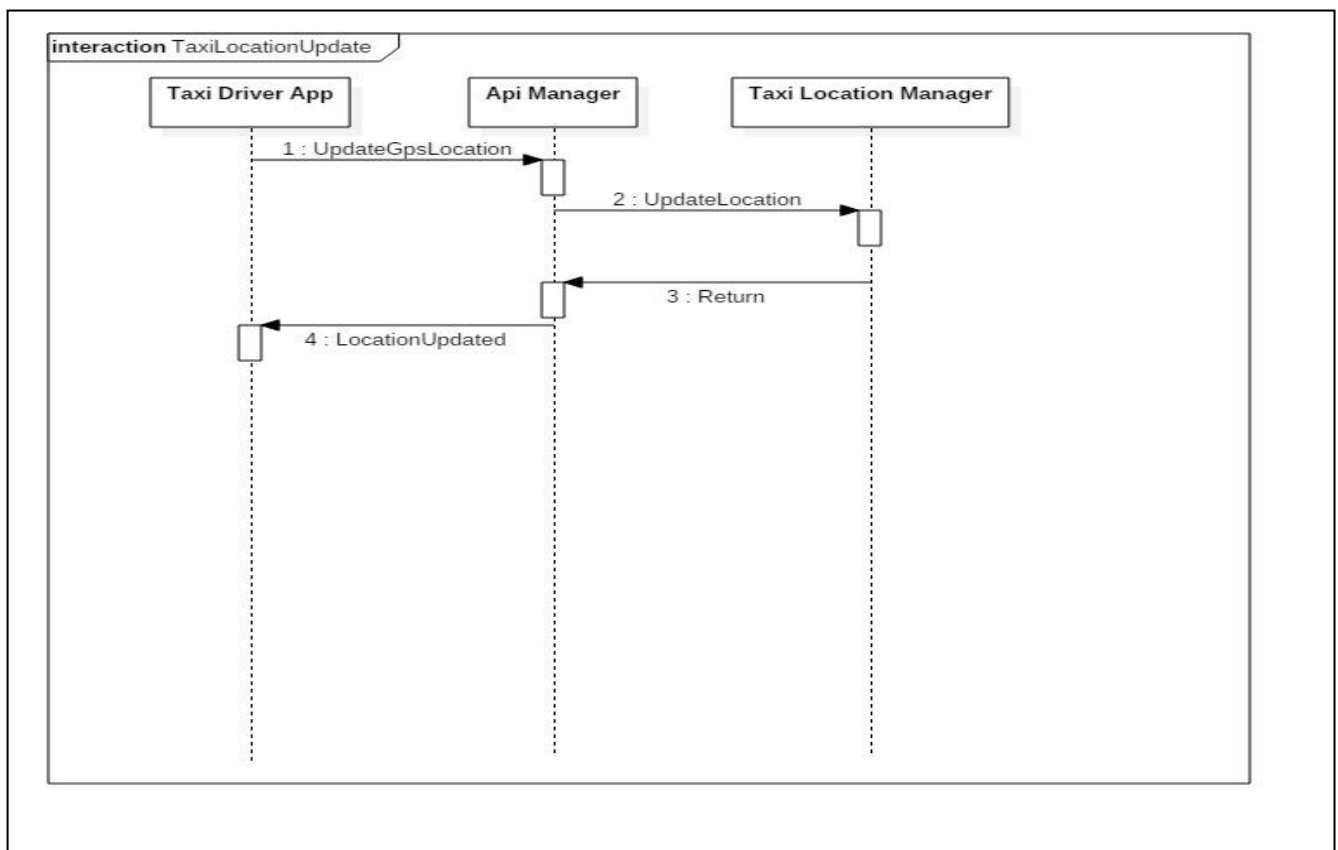 interaction TaxiLocationUpdate
Taxi Driver App
Api Manager
Taxi Location Manager
1 : UpdateGpsLocation
2 : UpdateLocation
3 : Return
4 : LocationUpdated